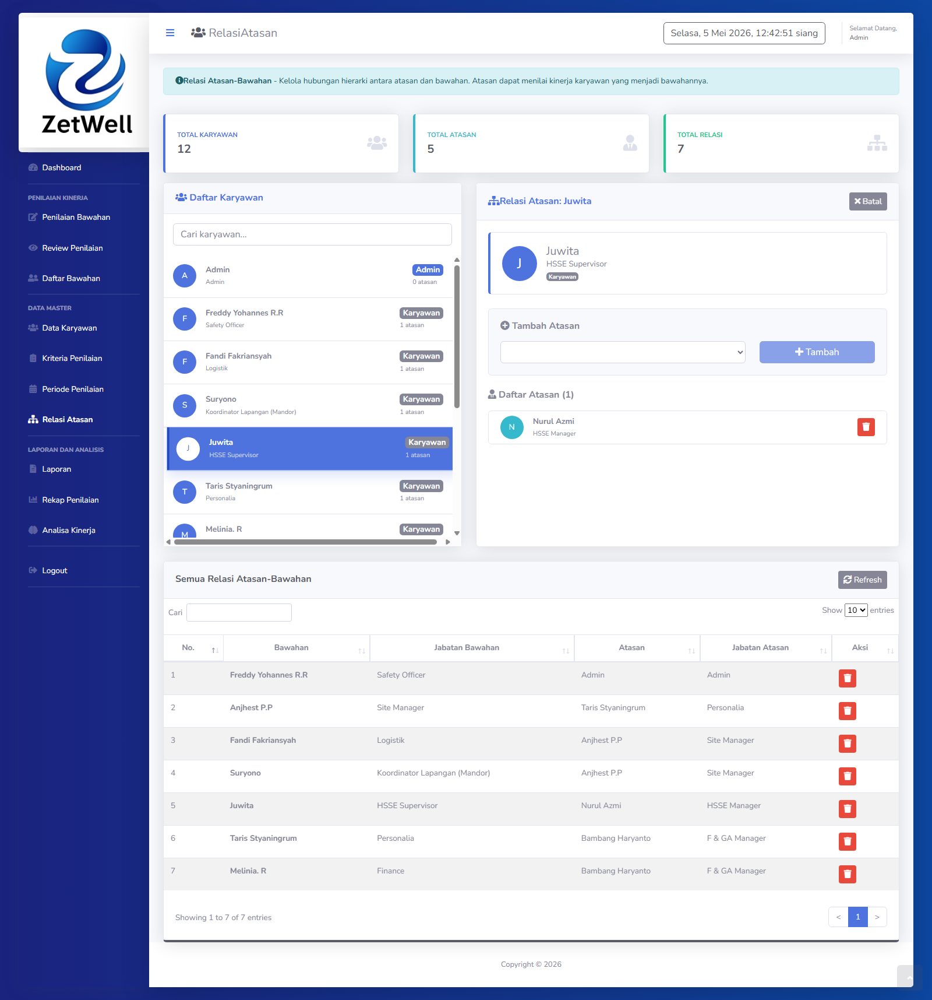 ZetWell
RelasiAtasan
Selasa, 5 Mei 2026, 12:42:51 siang
Selamat Datang,
Admin
Dashboard
PENILAIAN KINERJA
Penilaian Bawahan
Review Penilaian
Daftar Bawahan
DATA MASTER
Data Karyawan
Kriteria Penilaian
Periode Penilaian
Relasi Atasan
LAPORAN DAN ANALISIS
Laporan
Rekap Penilaian
Analisa Kinerja
Logout
Relasi Atasan-Bawahan - Kelola hubungan hierarki antara atasan dan bawahan. Atasan dapat menilai kinerja karyawan yang menjadi bawahannya.
TOTAL KARYAWAN
12
TOTAL ATASAN
5
TOTAL RELASI
7
Daftar Karyawan
Cari karyawan...
A Admin Admin
Admin 0 atasan
F Freddy Yohannes R.R Karyawan
Safety Officer 1 atasan
F Fandi Fakriansyah Karyawan
Logistik 1 atasan
S Suryono Karyawan
Koordinator Lapangan (Mandor) 1 atasan
J Juwita Karyawan
HSSE Supervisor 1 atasan
T Taris Styaningrum Karyawan
Personalia 1 atasan
M Melinia. R Karyawan
Relasi Atasan: Juwita
Batal
J Juwita
HSSE Supervisor
Karyawan
Tambah Atasan
Tambah
Daftar Atasan (1)
N Nurul Azmi
HSSE Manager
Semua Relasi Atasan-Bawahan
Refresh
Cari
Show 10 entries
No. Bawahan Jabatan Bawahan Atasan Jabatan Atasan Aksi
1 Freddy Yohannes R.R Safety Officer Admin Admin
2 Anjhest P.P Site Manager Taris Styaningrum Personalia
3 Fandi Fakriansyah Logistik Anjhest P.P Site Manager
4 Suryono Koordinator Lapangan (Mandor) Anjhest P.P Site Manager
5 Juwita HSSE Supervisor Nurul Azmi HSSE Manager
6 Taris Styaningrum Personalia Bambang Haryanto F & GA Manager
7 Melinia. R Finance Bambang Haryanto F & GA Manager
Showing 1 to 7 of 7 entries
< 1 >
Copyright © 2026